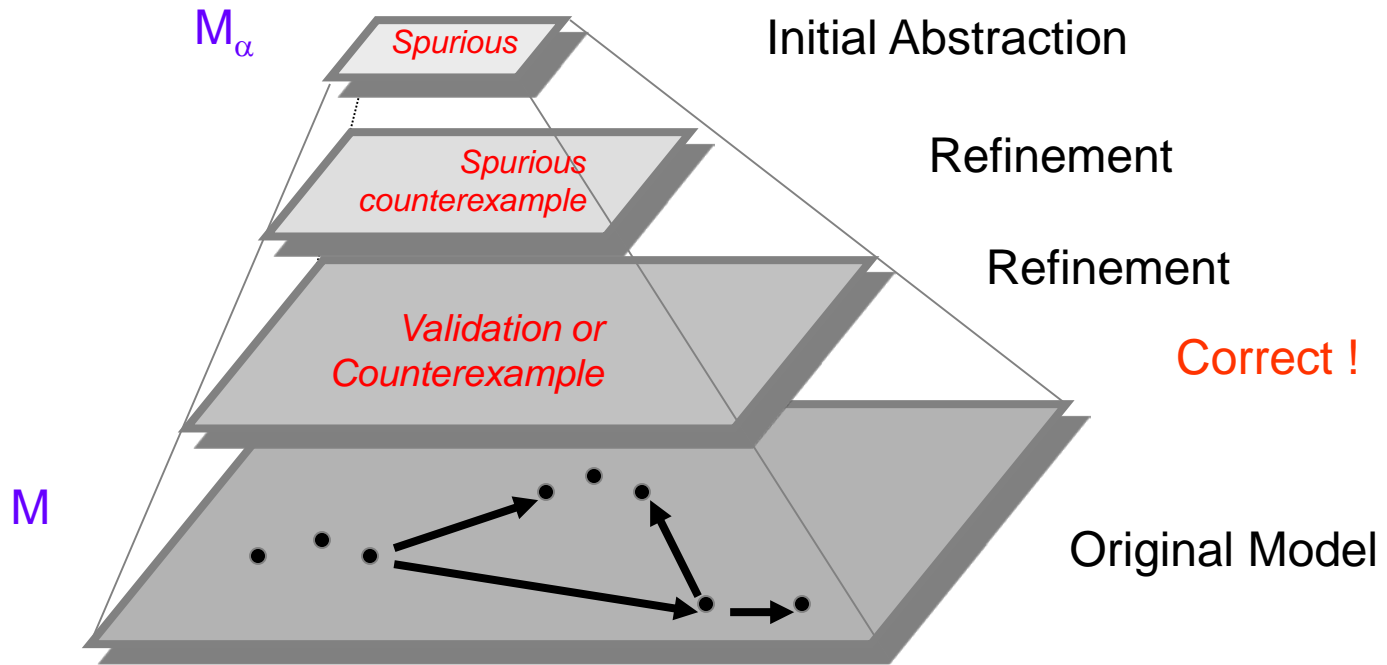 Mα
Spurious
Initial Abstraction
Spurious
counterexample
Refinement
Refinement
Validation or
Counterexample
Correct !
M
Original Model